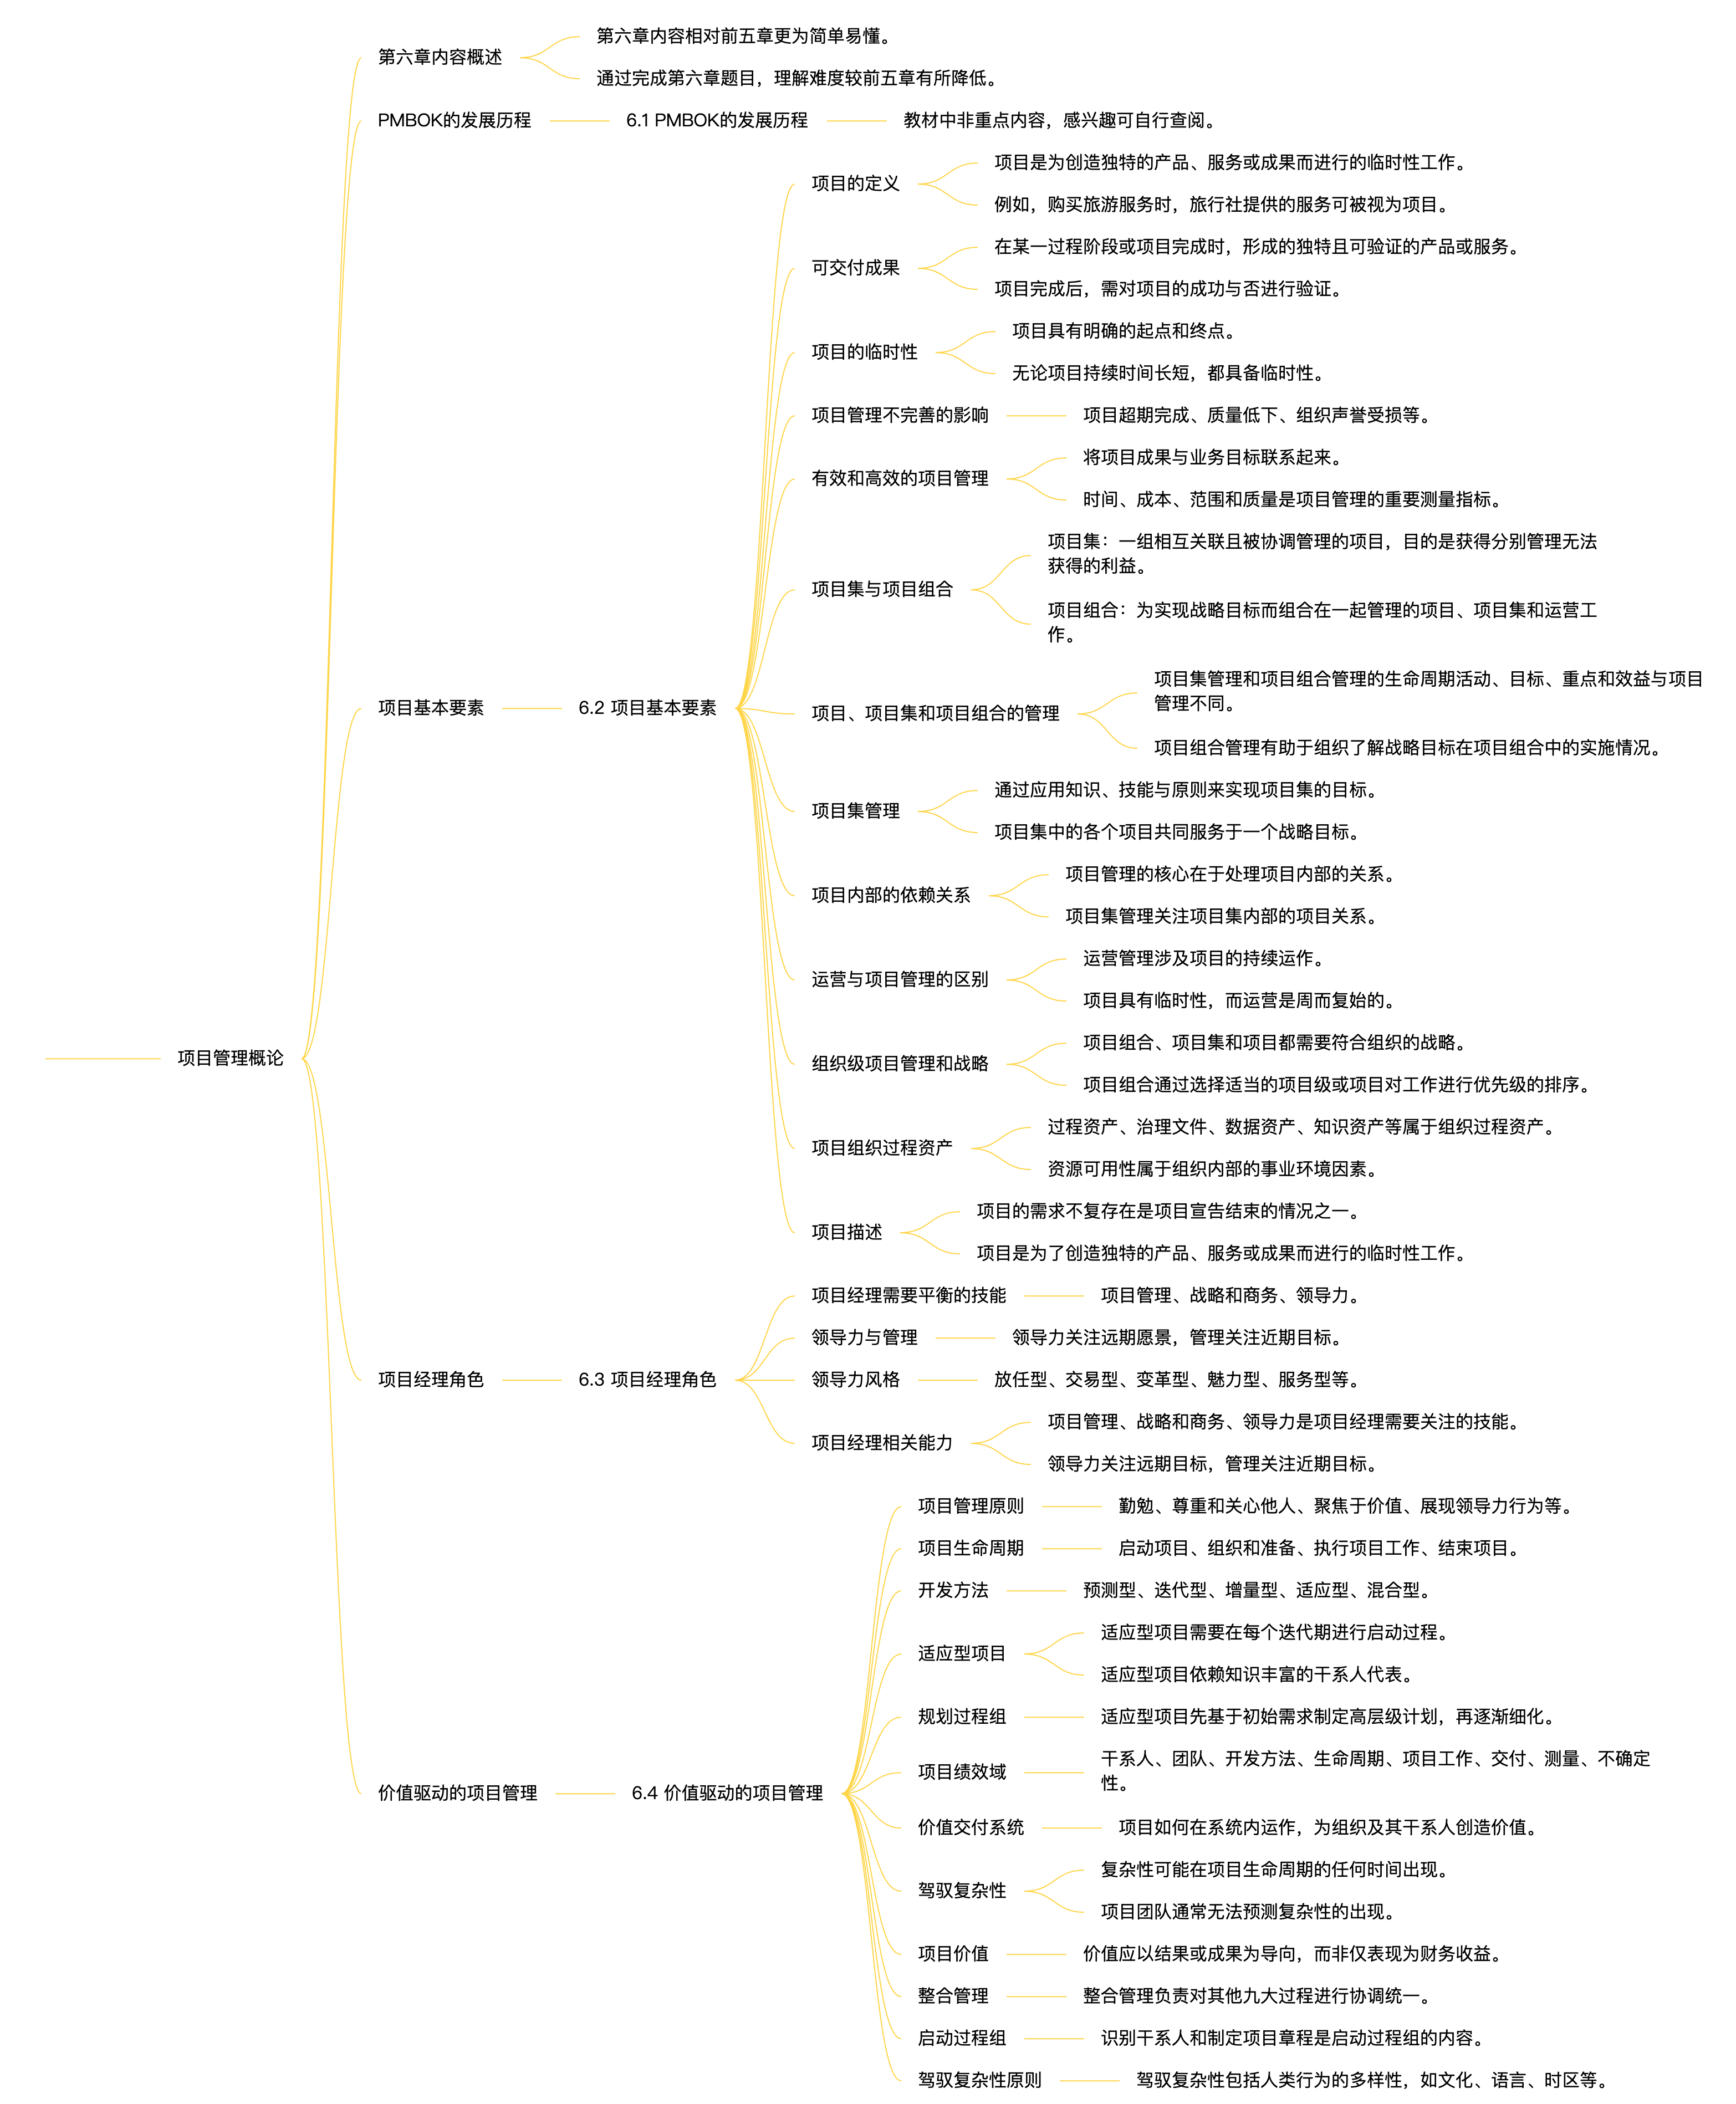 项目管理概论
第六章内容概述
第六章内容相对前五章更为简单易懂。
通过完成第六章题目，理解难度较前五章有所降低。
PMBOK的发展历程
6.1 PMBOK的发展历程
教材中非重点内容，感兴趣可自行查阅。
项目基本要素
6.2 项目基本要素
项目的定义
项目是为创造独特的产品、服务或成果而进行的临时性工作。
例如，购买旅游服务时，旅行社提供的服务可被视为项目。
可交付成果
在某一过程阶段或项目完成时，形成的独特且可验证的产品或服务。
项目完成后，需对项目的成功与否进行验证。
项目的临时性
项目具有明确的起点和终点。
无论项目持续时间长短，都具备临时性。
项目管理不完善的影响
项目超期完成、质量低下、组织声誉受损等。
有效和高效的项目管理
将项目成果与业务目标联系起来。
时间、成本、范围和质量是项目管理的重要测量指标。
项目集与项目组合
项目集：一组相互关联且被协调管理的项目，目的是获得分别管理无法
获得的利益。
项目组合：为实现战略目标而组合在一起管理的项目、项目集和运营工
作。
项目、项目集和项目组合的管理
项目集管理和项目组合管理的生命周期活动、目标、重点和效益与项目
管理不同。
项目组合管理有助于组织了解战略目标在项目组合中的实施情况。
项目集管理
通过应用知识、技能与原则来实现项目集的目标。
项目集中的各个项目共同服务于一个战略目标。
项目内部的依赖关系
项目管理的核心在于处理项目内部的关系。
项目集管理关注项目集内部的项目关系。
运营与项目管理的区别
运营管理涉及项目的持续运作。
项目具有临时性，而运营是周而复始的。
组织级项目管理和战略
项目组合、项目集和项目都需要符合组织的战略。
项目组合通过选择适当的项目级或项目对工作进行优先级的排序。
项目组织过程资产
过程资产、治理文件、数据资产、知识资产等属于组织过程资产。
资源可用性属于组织内部的事业环境因素。
项目描述
项目的需求不复存在是项目宣告结束的情况之一。
项目是为了创造独特的产品、服务或成果而进行的临时性工作。
项目经理角色
6.3 项目经理角色
项目经理需要平衡的技能
项目管理、战略和商务、领导力。
领导力与管理
领导力关注远期愿景，管理关注近期目标。
领导力风格
放任型、交易型、变革型、魅力型、服务型等。
项目经理相关能力
项目管理、战略和商务、领导力是项目经理需要关注的技能。
领导力关注远期目标，管理关注近期目标。
价值驱动的项目管理
6.4 价值驱动的项目管理
项目管理原则
勤勉、尊重和关心他人、聚焦于价值、展现领导力行为等。
项目生命周期
启动项目、组织和准备、执行项目工作、结束项目。
开发方法
预测型、迭代型、增量型、适应型、混合型。
适应型项目
适应型项目需要在每个迭代期进行启动过程。
适应型项目依赖知识丰富的干系人代表。
规划过程组
适应型项目先基于初始需求制定高层级计划，再逐渐细化。
项目绩效域
干系人、团队、开发方法、生命周期、项目工作、交付、测量、不确定
性。
价值交付系统
项目如何在系统内运作，为组织及其干系人创造价值。
驾驭复杂性
复杂性可能在项目生命周期的任何时间出现。
项目团队通常无法预测复杂性的出现。
项目价值
价值应以结果或成果为导向，而非仅表现为财务收益。
整合管理
整合管理负责对其他九大过程进行协调统一。
启动过程组
识别干系人和制定项目章程是启动过程组的内容。
驾驭复杂性原则
驾驭复杂性包括人类行为的多样性，如文化、语言、时区等。